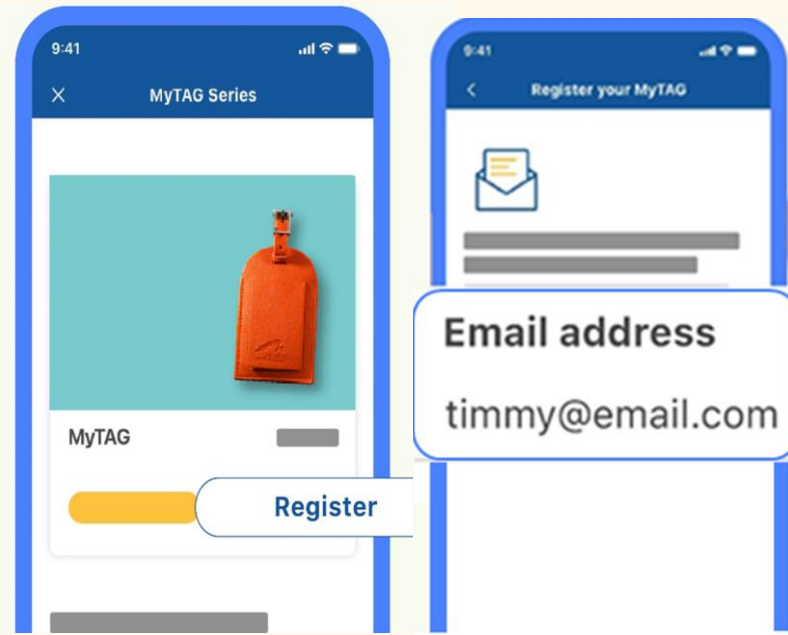 9:41
MyTAG Series
MyTAG
Register
9:41
Register your MyTAG
Email address
timmy@email.com